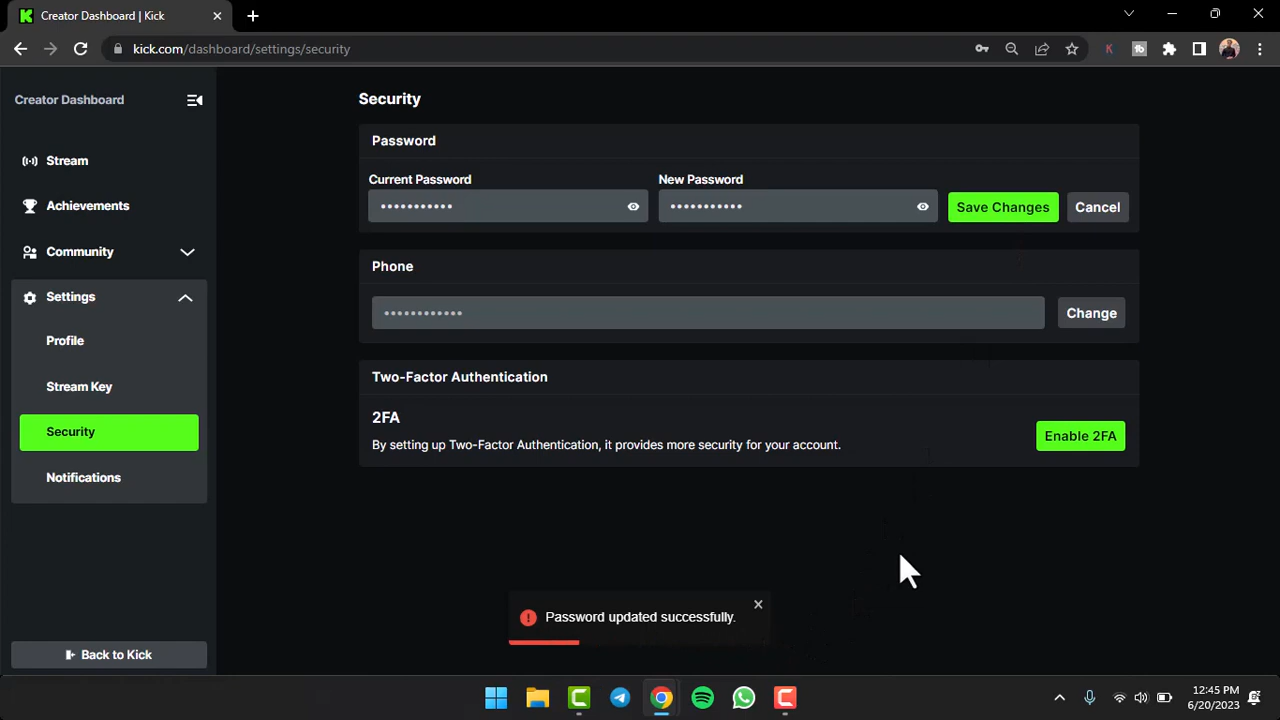 Creator Dashboard | Kick
kick.com/dashboard/settings/security
Creator Dashboard
Stream
Achievements
Community
Settings
Profile
Stream Key
Security
Notifications
Back to Kick
Security
Password
Current Password
New Password
•••••••••••
•••••••••••
Save Changes
Cancel
Phone
••••••••••••
Change
Two-Factor Authentication
2FA
By setting up Two-Factor Authentication, it provides more security for your account.
Enable 2FA
Password updated successfully.
12:45 PM
6/20/2023